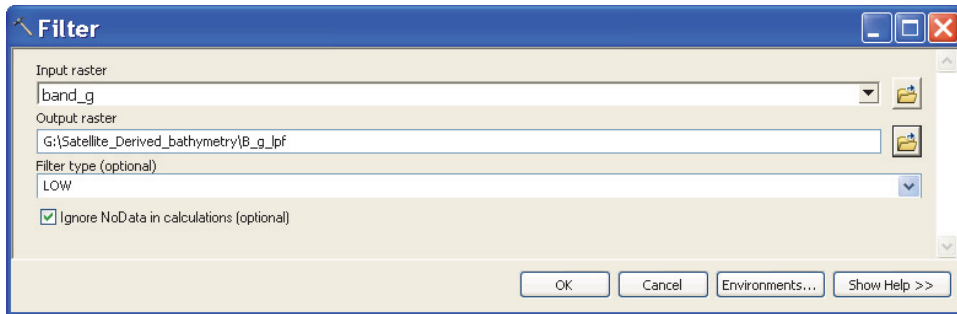 Filter
Input raster
band_g
Output raster
G:\Satellite_Derived_bathymetry\B_g_lpf
Filter type (optional)
LOW
Ignore NoData in calculations (optional)
OK Cancel Environments... Show Help >>